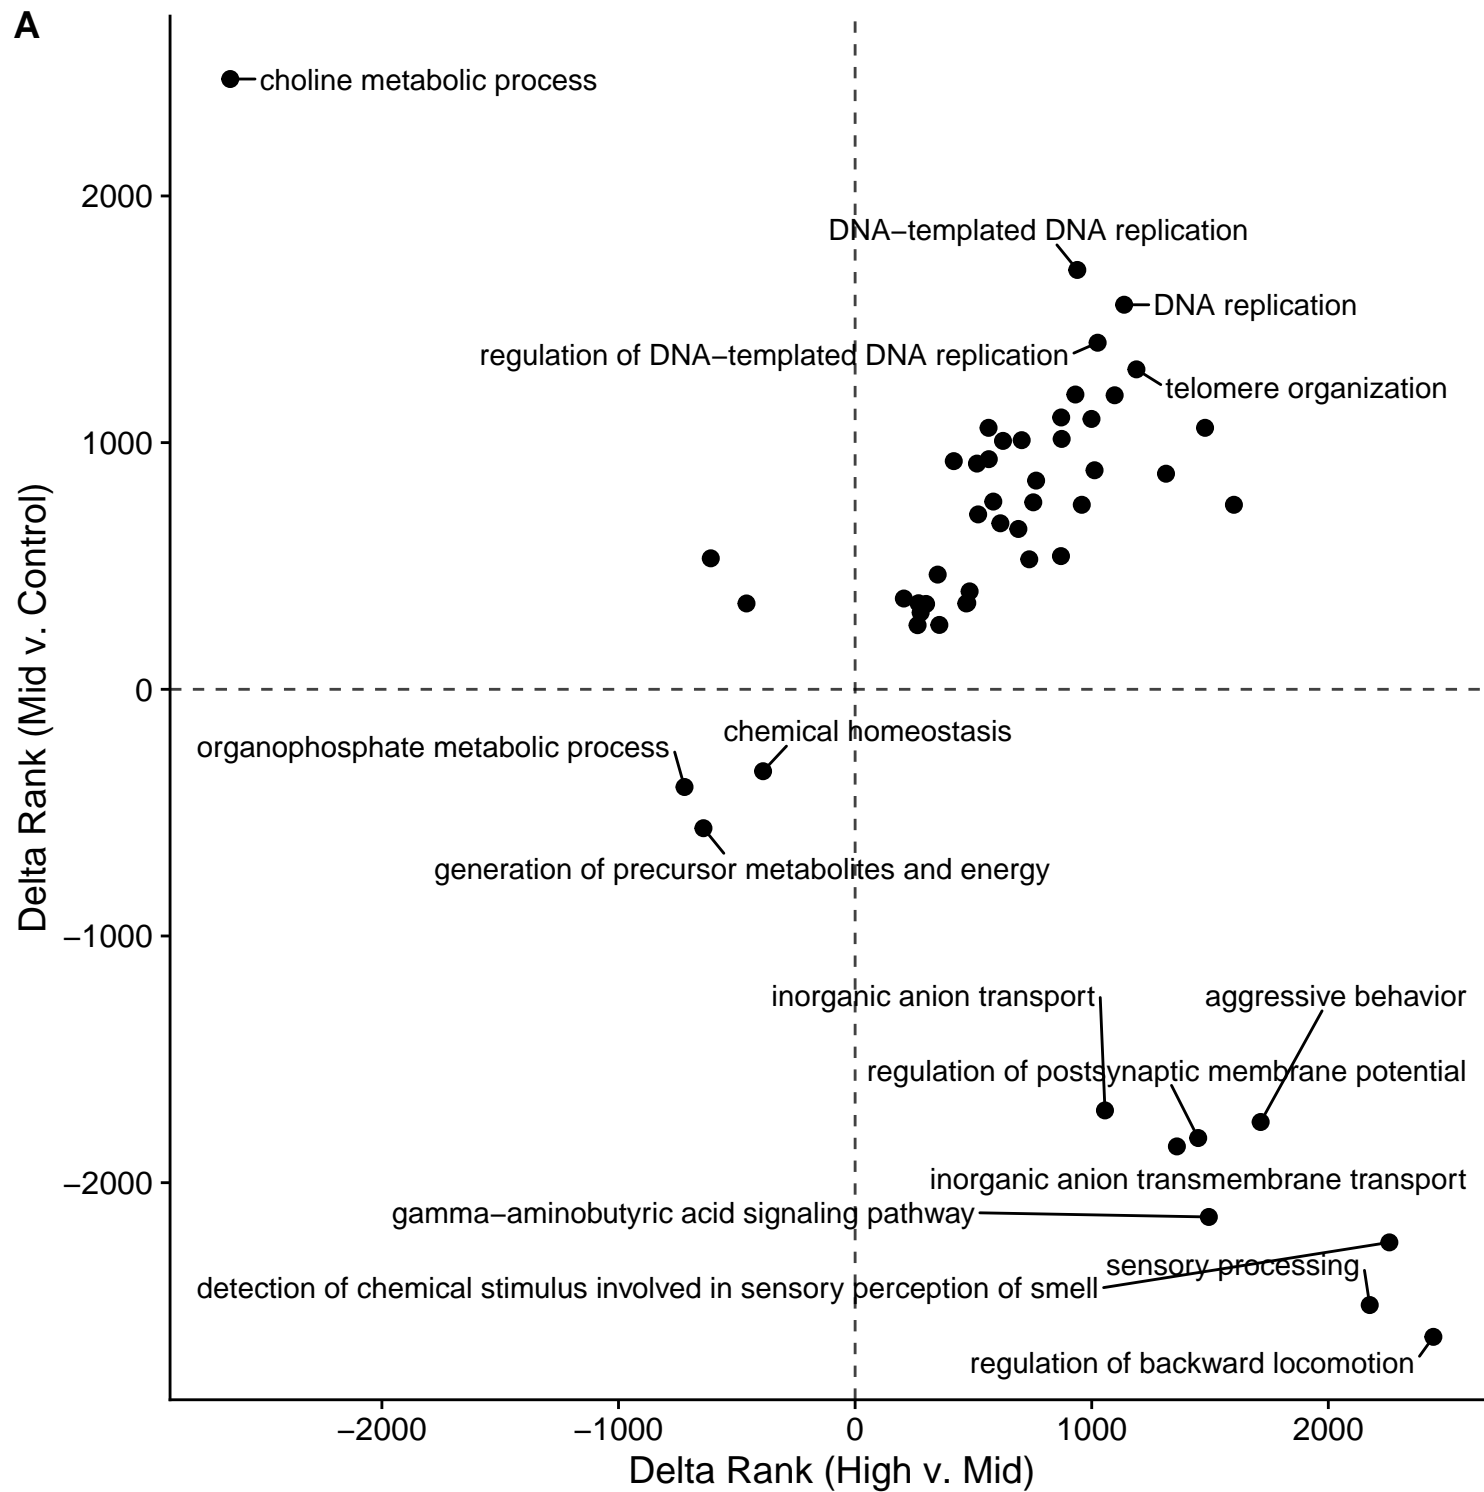 A
choline metabolic process
2000
DNA−templated DNA replication
DNA replication
regulation of DNA−templated DNA replication
telomere organization
1000
Delta Rank (Mid v. Control)
0
chemical homeostasis
organophosphate metabolic process
generation of precursor metabolites and energy
−1000
inorganic anion transport
aggressive behavior
regulation of postsynaptic membrane potential
−2000
inorganic anion transmembrane transport
gamma−aminobutyric acid signaling pathway
sensory processing
detection of chemical stimulus involved in sensory perception of smell
regulation of backward locomotion
−2000
−1000
0
1000
2000
Delta Rank (High v. Mid)